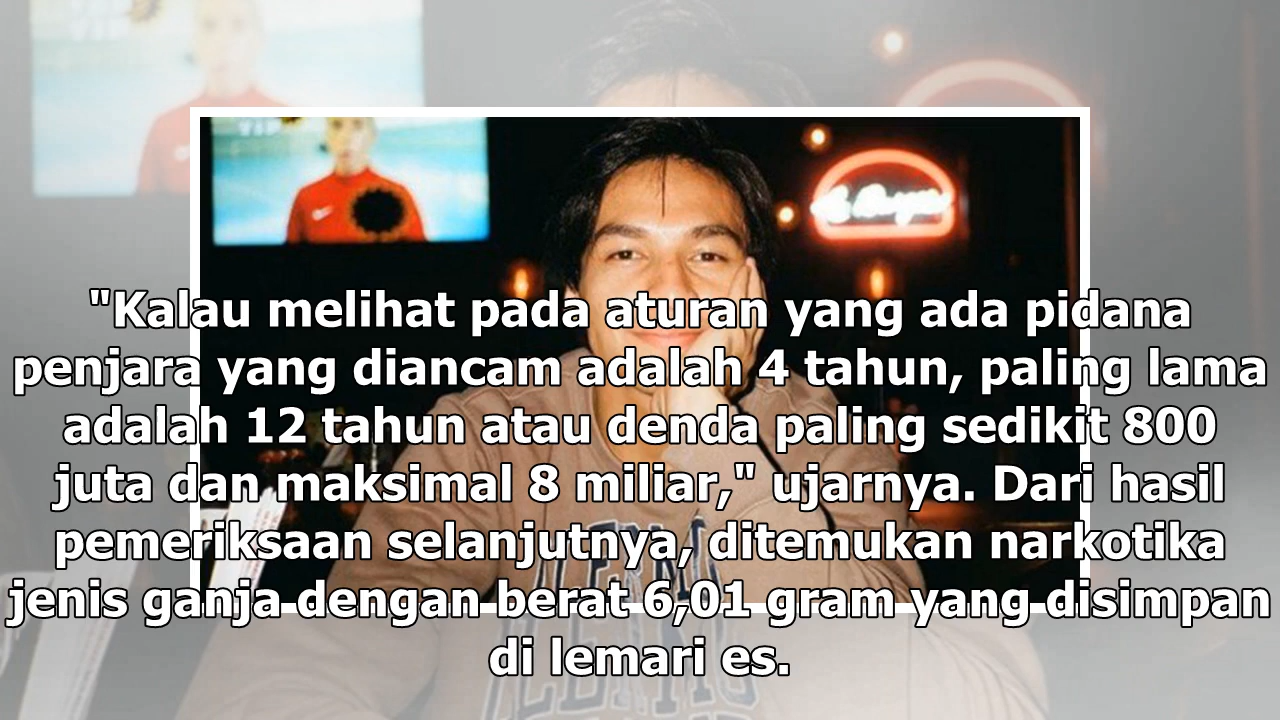 VIP
"Kalau melihat pada aturan yang ada pidana
penjara yang diancam adalah 4 tahun, paling lama
adalah 12 tahun atau denda paling sedikit 800
juta dan maksimal 8 miliar," ujarnya. Dari hasil
pemeriksaan selanjutnya, ditemukan narkotika
jenis ganja dengan berat 6,01 gram yang disimpan
di lemari es.